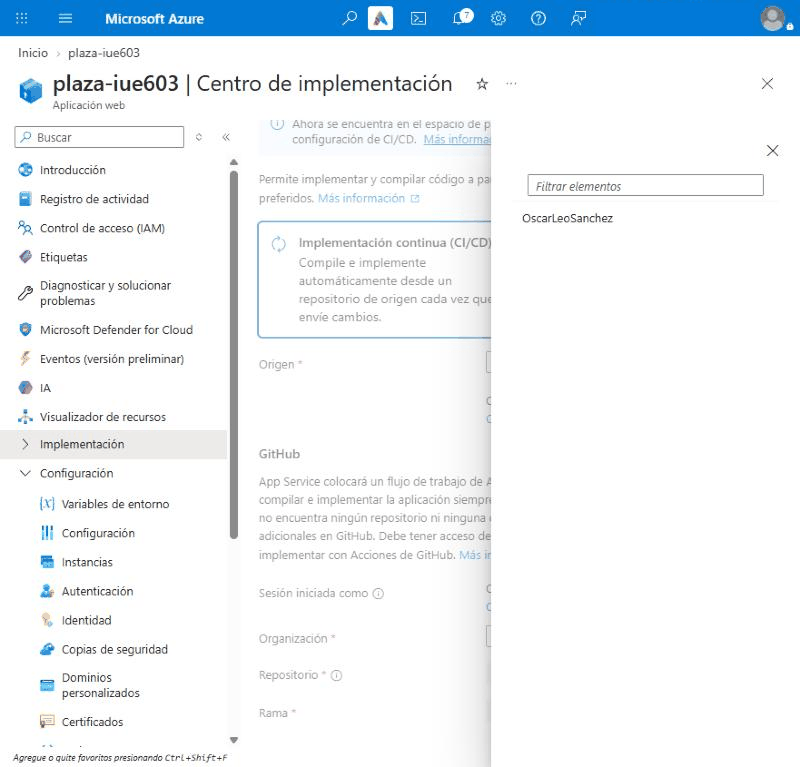 Microsoft Azure
7
Inicio > plaza-iue603
plaza-iue603 | Centro de implementación
Aplicación web
Buscar
Introducción
Registro de actividad
Control de acceso (IAM)
Etiquetas
Diagnosticar y solucionar
problemas
Microsoft Defender for Cloud
Eventos (versión preliminar)
IA
Visualizador de recursos
Implementación
Configuración
Variables de entorno
Configuración
Instancias
Autenticación
Identidad
Copias de seguridad
Dominios
personalizados
Certificados
Agregue o quite favoritos presionando Ctrl+Shift+F
Ahora se encuentra en el espacio de p
configuración de CI/CD. Más informa
Permite implementar y compilar código a pa
preferidos. Más información
Implementación continua (CI/CD)
Compile e implemente
automáticamente desde un
repositorio de origen cada vez que
envíe cambios.
Origen *
GitHub
App Service colocará un flujo de trabajo de A
compilar e implementar la aplicación siempre
no encuentra ningún repositorio ni ninguna
adicionales en GitHub. Debe tener acceso de
implementar con Acciones de GitHub. Más in
Sesión iniciada como
Organización *
Repositorio *
Rama *
Filtrar elementos
OscarLeoSanchez